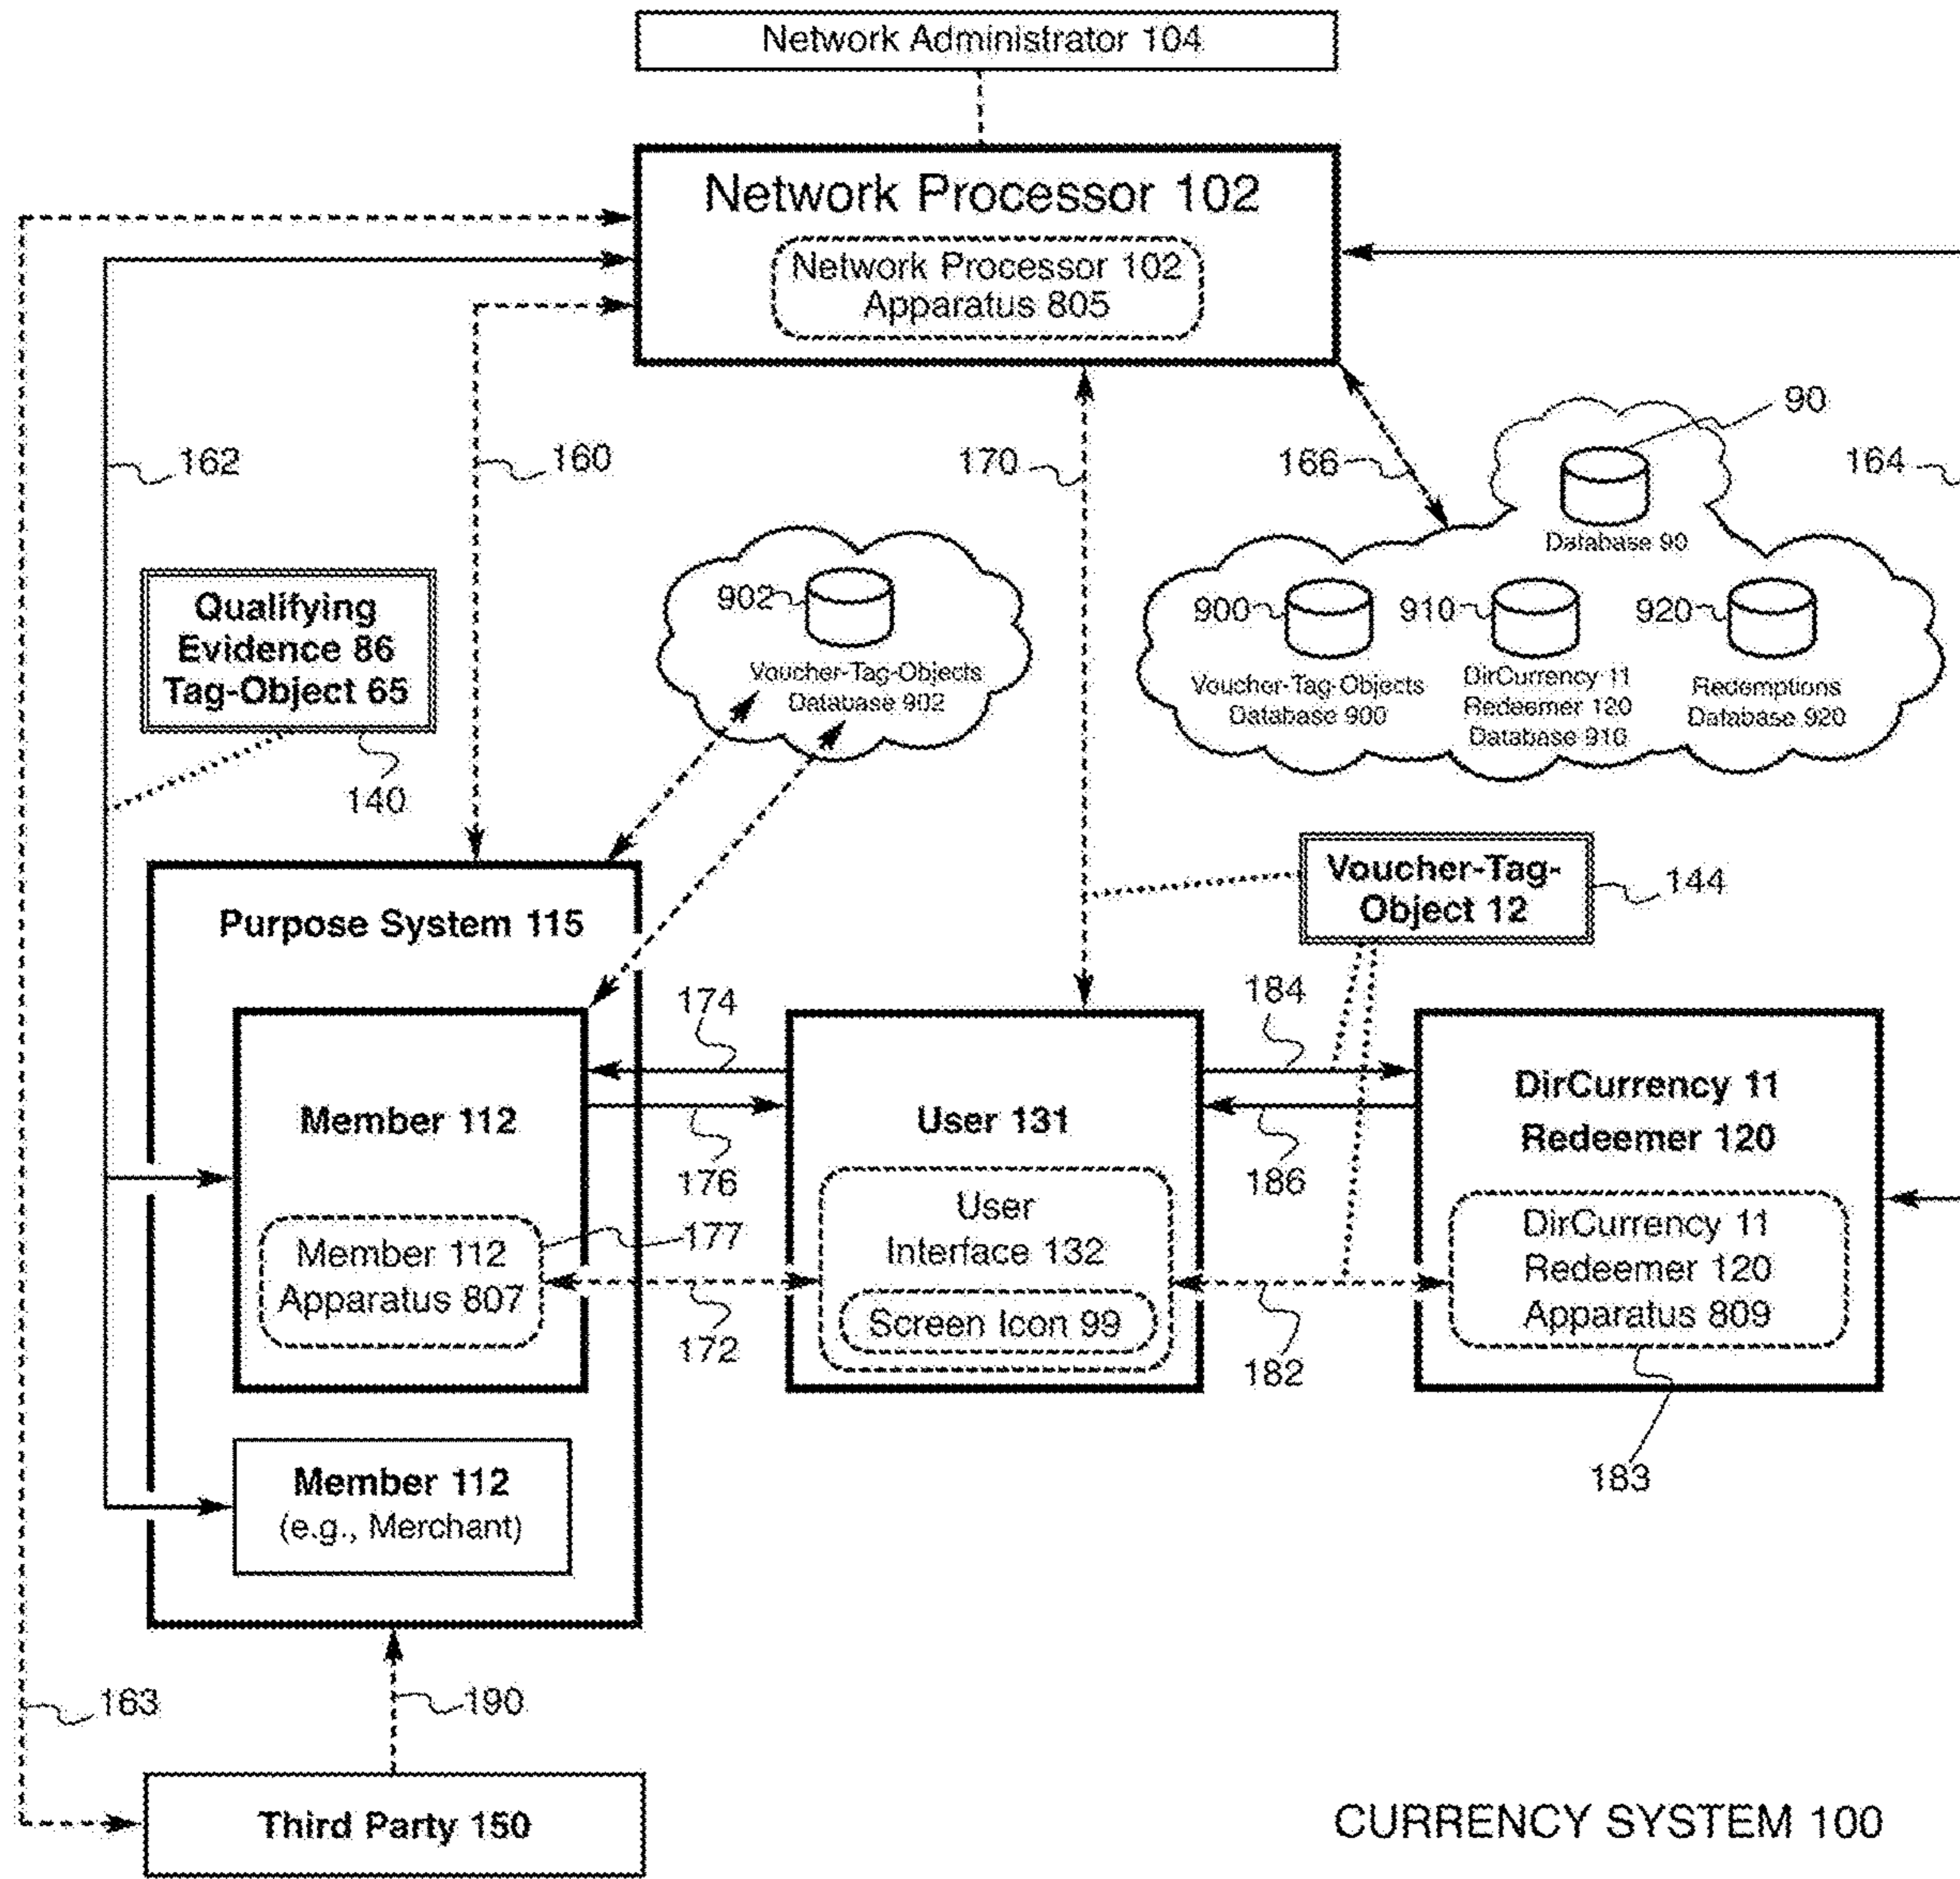 Network Administrator 104
Network Processor 102
Network Processor 102
Apparatus 805
90
162
160
170
166
164
Database 90
902
900
910
920
Qualifying
Evidence 86
Tag-Object 65
Voucher-Tag-Objects
Database 902
Voucher-Tag-Objects
Database 900
DirCurrency 11
Redeemer 120
Database 910
Redemptions
Database 920
140
Voucher-Tag-
Object 12
144
Purpose System 115
174
184
Member 112
User 131
DirCurrency 11
Redeemer 120
176
186
177
Member 112
Apparatus 807
User
Interface 132
Screen Icon 99
DirCurrency 11
Redeemer 120
Apparatus 809
172
182
183
Member 112
(e.g., Merchant)
163
190
Third Party 150
CURRENCY SYSTEM 100